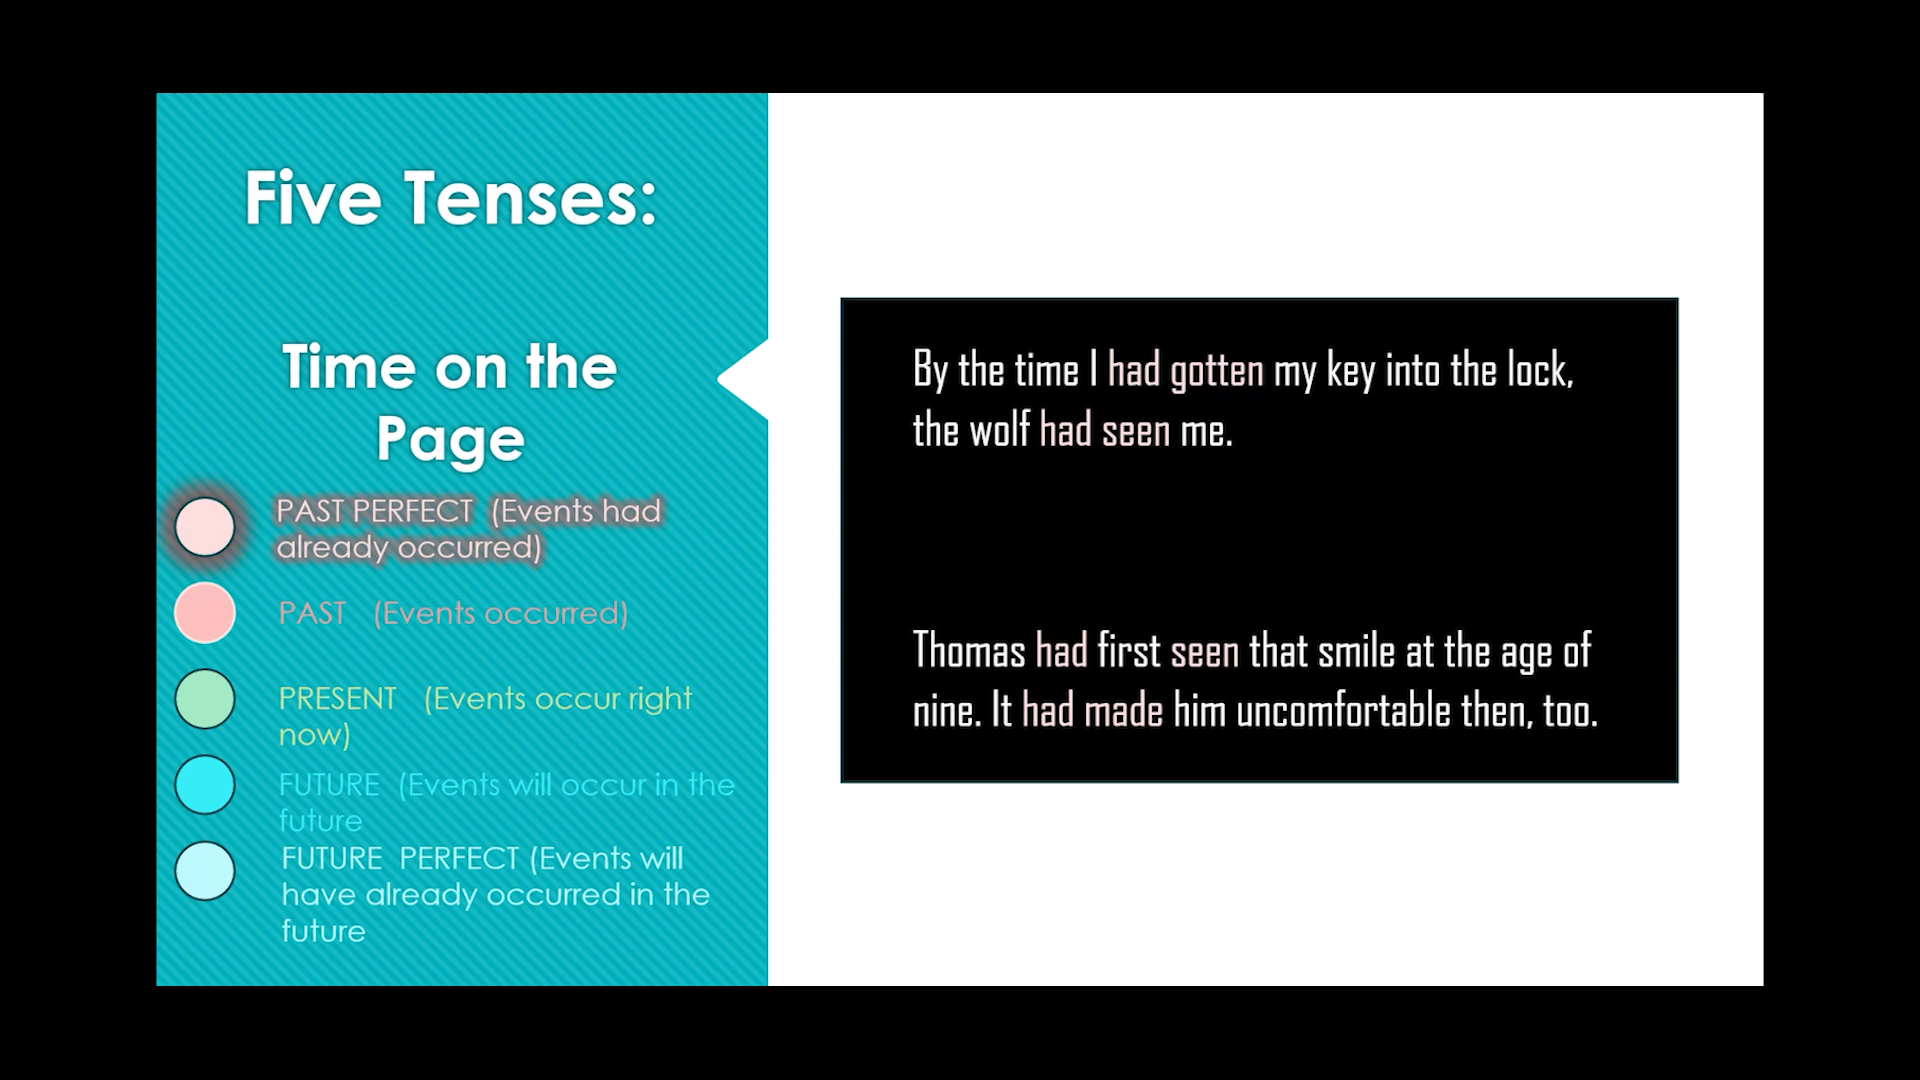 Five Tenses:
Time on the
Page
PAST PERFECT (Events had
already occurred)
PAST (Events occurred)
PRESENT (Events occur right
now)
FUTURE (Events will occur in the
future
FUTURE PERFECT (Events will
have already occurred in the
future
By the time I had gotten my key into the lock,
the wolf had seen me.
Thomas had first seen that smile at the age of
nine. It had made him uncomfortable then, too.